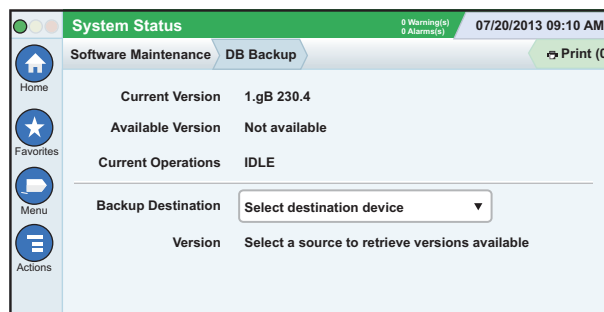 System Status
0 Warning(s)
0 Alarms(s)
07/20/2013 09:10 AM
Software Maintenance DB Backup
Print (0
Home
Favorites
Menu
Actions
Current Version 1.gB 230.4
Available Version Not available
Current Operations IDLE
Backup Destination Select destination device
Version Select a source to retrieve versions available